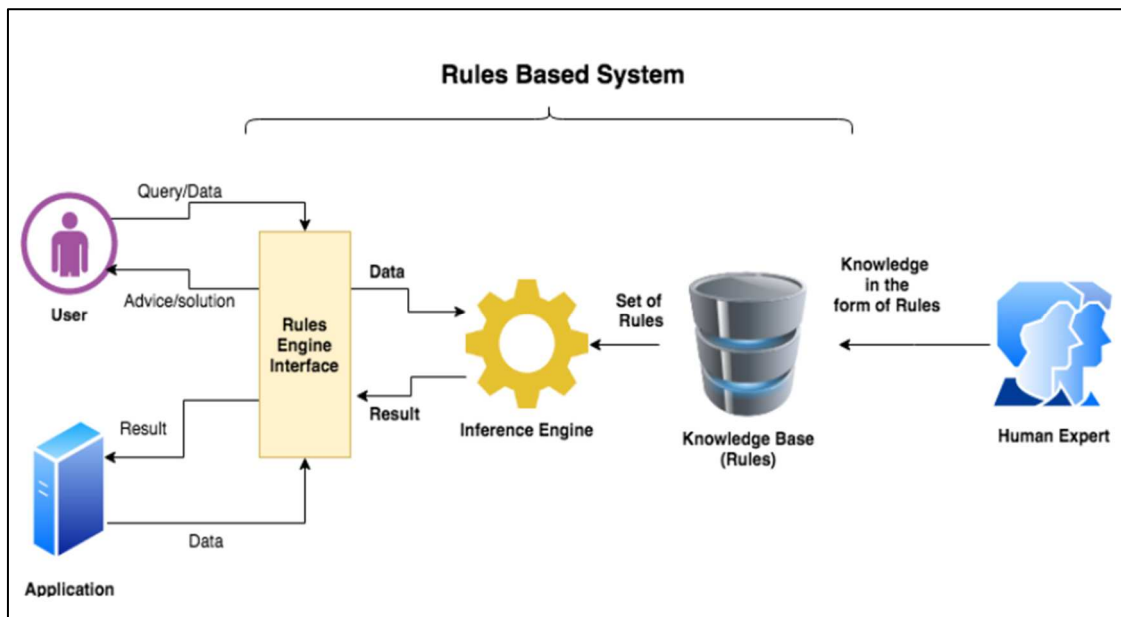 Rules Based System
Query/Data
Advice/solution
User
Rules
Engine
Interface
Data
Result
Inference Engine
Set of
Rules
Knowledge Base
(Rules)
Knowledge
in the
form of Rules
Human Expert
Result
Data
Application